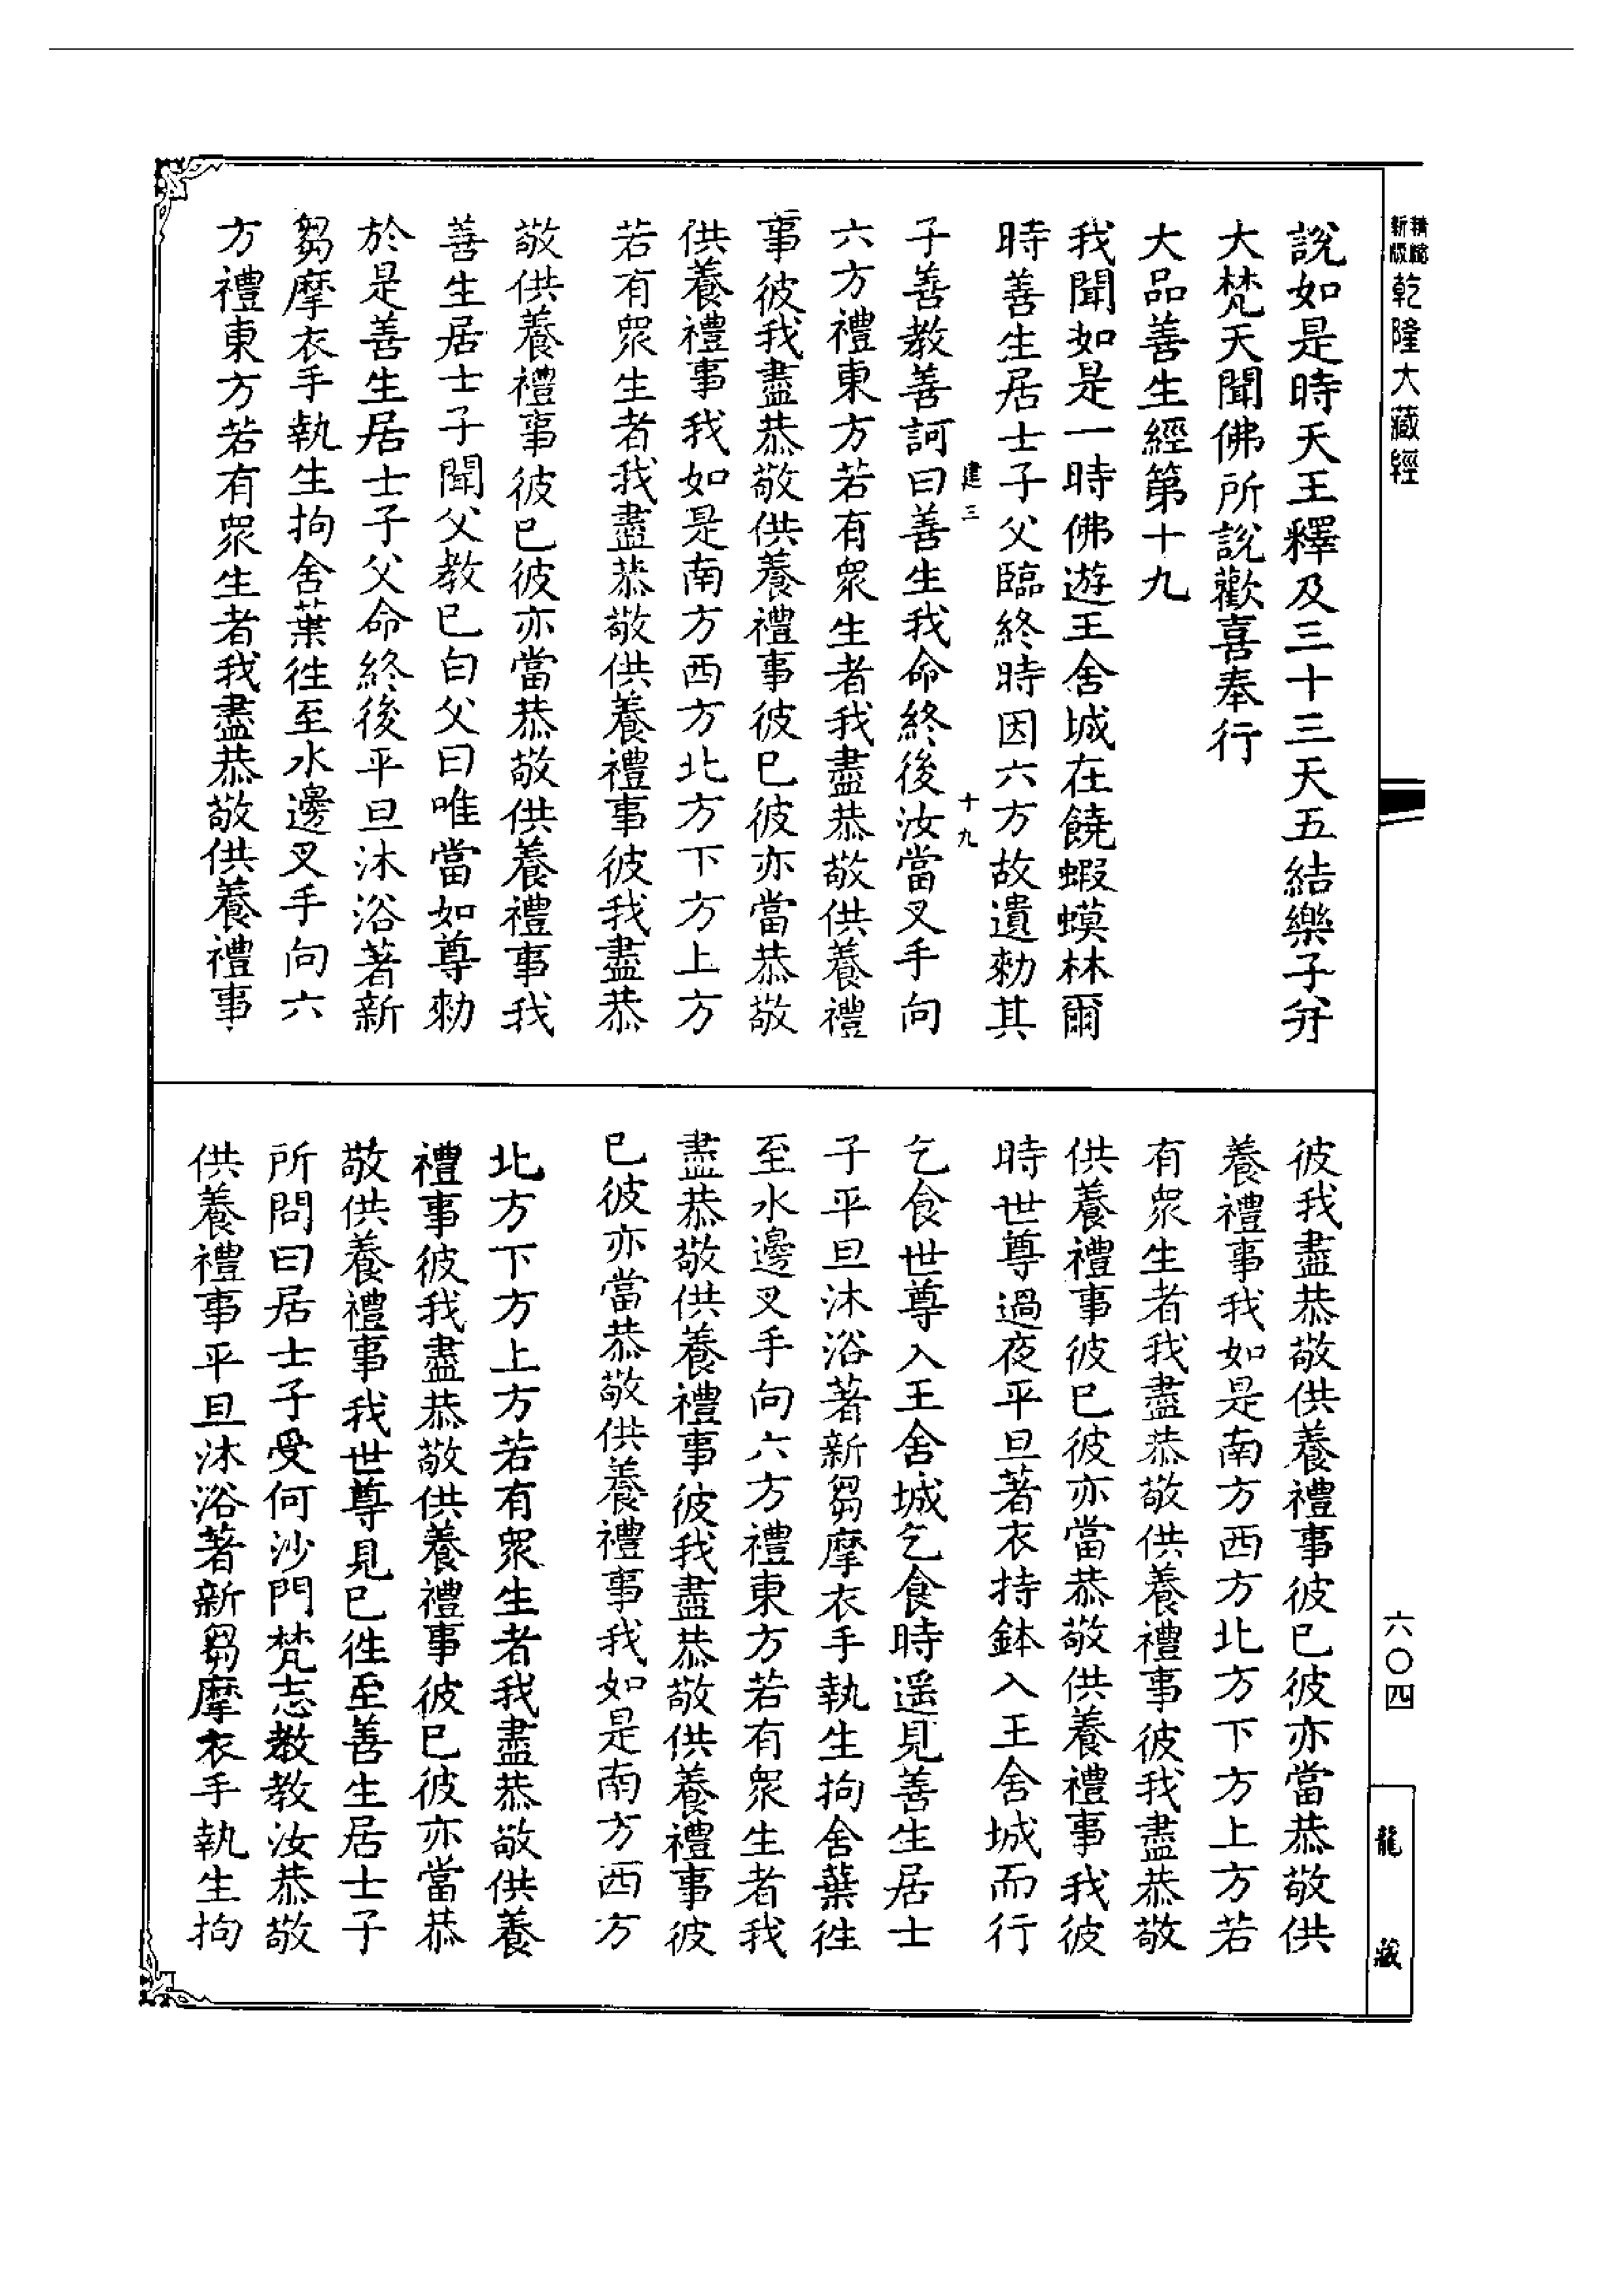 精緻
新版
乾隆大藏經
說如是時天王釋及三十三天五結樂子幷
大梵天聞佛所說歡喜奉行
大品善生經第十九
我聞如是一時佛遊王舍城在饒蝦蟆林爾
時善生居士子父臨終時因六方故遺勑其
建三
十九
子善教善訶曰善生我命終後汝當叉手向
六方禮東方若有衆生者我盡恭敬供養禮
事彼我盡恭敬供養禮事彼已彼亦當恭敬
供養禮事我如是南方西方北方下方上方
若有衆生者我盡恭敬供養禮事彼我盡恭
敬供養禮事彼已彼亦當恭敬供養禮事我
善生居士子聞父教已白父曰唯當如尊勑
於是善生居士子父命終後平旦沐浴著新
芻摩衣手執生拘舍葉徃至水邊叉手向六
方禮東方若有衆生者我盡恭敬供養禮事
彼我盡恭敬供養禮事彼已彼亦當恭敬供
養禮事我如是南方西方北方下方上方若
有衆生者我盡恭敬供養禮事彼我盡恭敬
供養禮事彼已彼亦當恭敬供養禮事我彼
時世尊過夜平旦著衣持鉢入王舍城而行
乞食世尊入王舍城乞食時遥見善生居士
子平旦沐浴著新芻摩衣手執生拘舍葉徃
至水邊叉手向六方禮東方若有衆生者我
盡恭敬供養禮事彼我盡恭敬供養禮事彼
已彼亦當恭敬供養禮事我如是南方西方
北方下方上方若有衆生者我盡恭敬供養
禮事彼我盡恭敬供養禮事彼已彼亦當恭
敬供養禮事我世尊見已徃至善生居士子
所問曰居士子受何沙門梵志教教汝恭敬
供養禮事平旦沐浴著新芻摩衣手執生拘
六〇四
龍藏